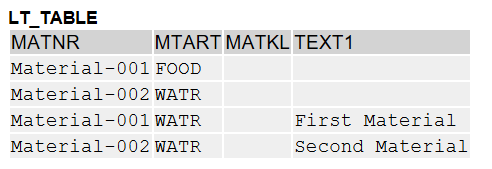 LT_TABLE
MATNR MTART MATKL TEXT1
Material-001 FOOD
Material-002 WATR
Material-001 WATR First Material
Material-002 WATR Second Material